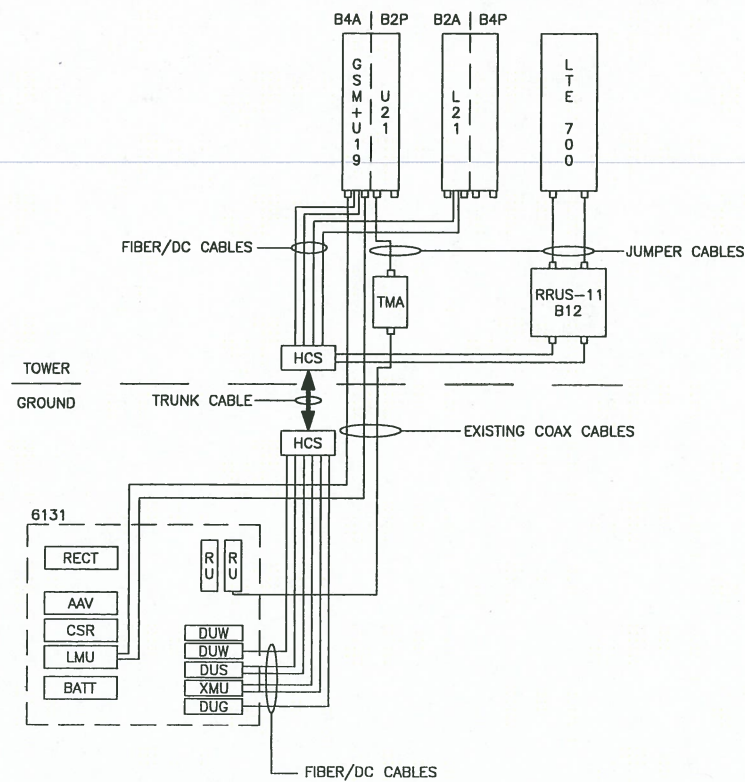 B4A | B2P
B2A | B4P
GSM+U19
U21
L21
LTE 700
FIBER/DC CABLES
JUMPER CABLES
TMA
RRUS-11
B12
HCS
TOWER
GROUND
TRUNK CABLE
HCS
EXISTING COAX CABLES
6131
RECT
RU
RU
AAV
CSR
LMU
BATT
DUW
DUW
DUS
XMU
DUG
FIBER/DC CABLES